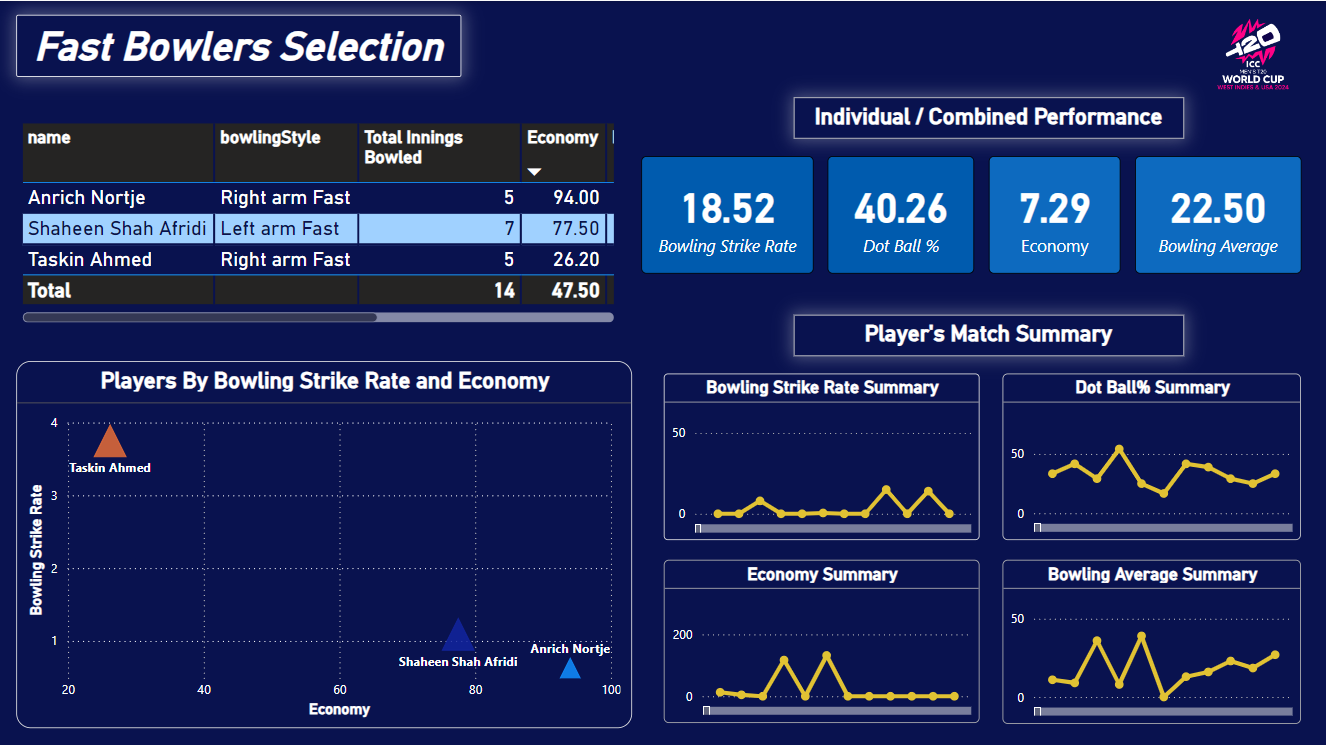 Fast Bowlers Selection
ICC
MEN'S T20
WORLD CUP
WEST INDIES & USA 2024
Individual / Combined Performance
name bowlingStyle Total Innings Bowled Economy
Anrich Nortje Right arm Fast 5 94.00
Shaheen Shah Afridi Left arm Fast 7 77.50
Taskin Ahmed Right arm Fast 5 26.20
Total 14 47.50
18.52
Bowling Strike Rate
40.26
Dot Ball %
7.29
Economy
22.50
Bowling Average
Player's Match Summary
Players By Bowling Strike Rate and Economy
4
3
2
1
Bowling Strike Rate
Taskin Ahmed
Shaheen Shah Afridi
Anrich Nortje
20 40 60 80 100
Economy
Bowling Strike Rate Summary
50
0
Dot Ball% Summary
50
0
Economy Summary
200
0
Bowling Average Summary
50
0